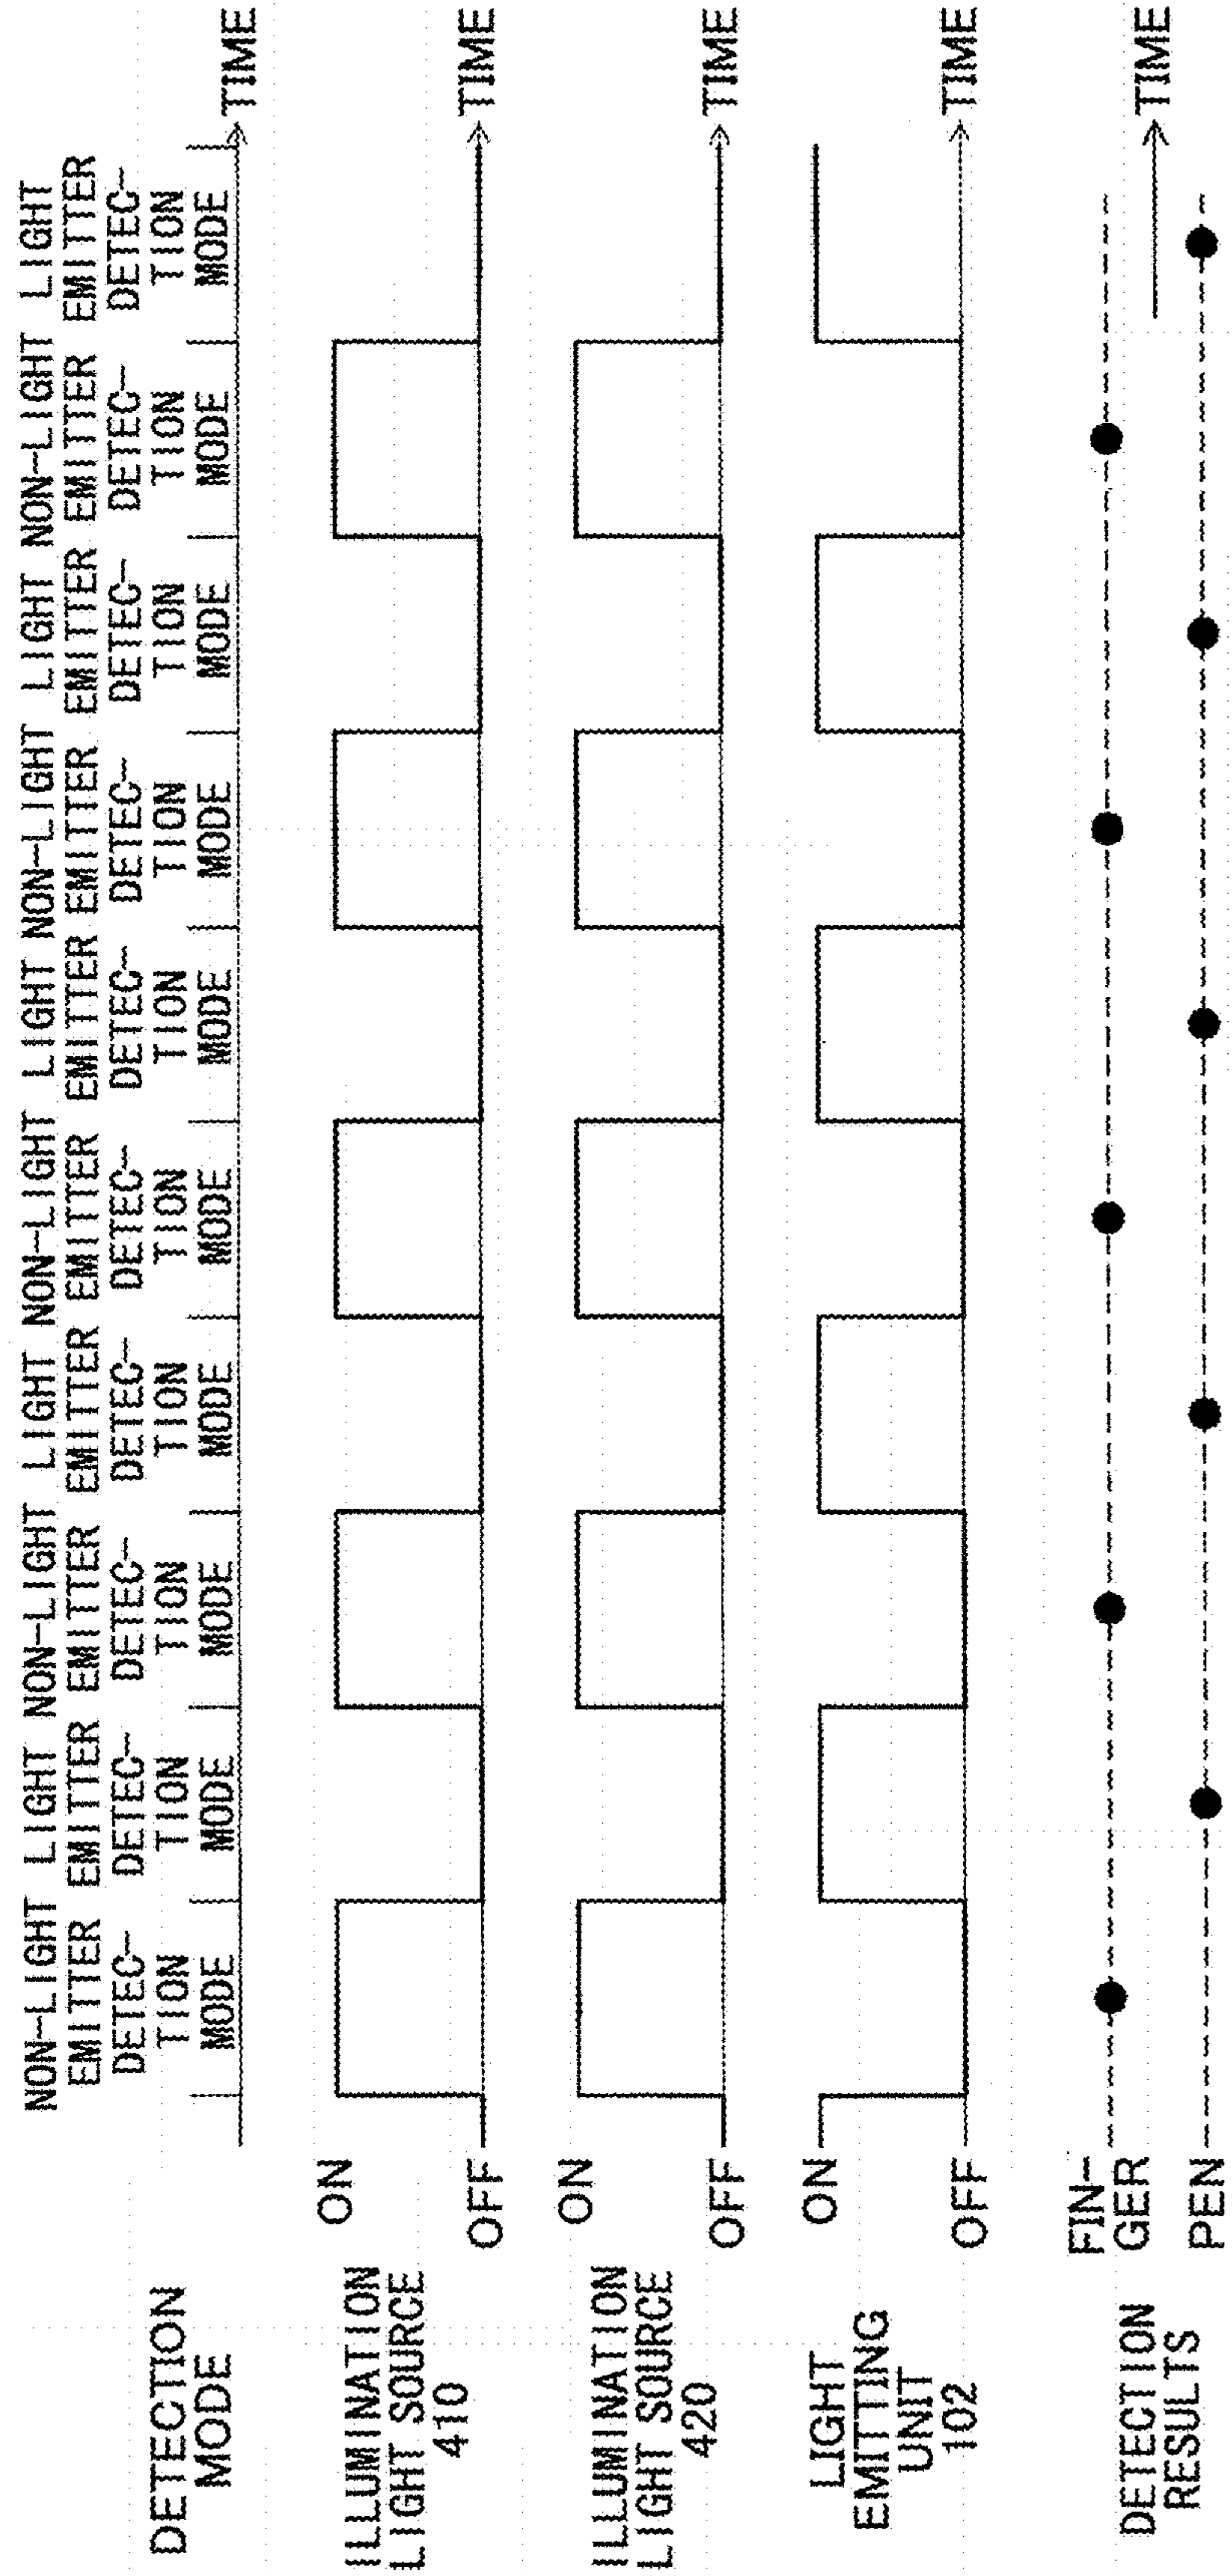 NON-LIGHT LIGHT NON-LIGHT LIGHT NON-LIGHT LIGHT NON-LIGHT LIGHT NON-LIGHT LIGHT
EMITTER EMITTER EMITTER EMITTER EMITTER EMITTER EMITTER EMITTER EMITTER EMITTER
DETECTION
MODE
DETEC- DETEC- DETEC- DETEC- DETEC- DETEC- DETEC- DETEC- DETEC- DETEC-
TION TION TION TION TION TION TION TION TION TION
MODE MODE MODE MODE MODE MODE MODE MODE MODE MODE
TIME
ILLUMINATION
LIGHT SOURCE
410
ON
OFF
TIME
ILLUMINATION
LIGHT SOURCE
420
ON
OFF
TIME
LIGHT
EMITTING
UNIT
102
ON
OFF
TIME
DETECTION
RESULTS
FIN-
GER
PEN
TIME